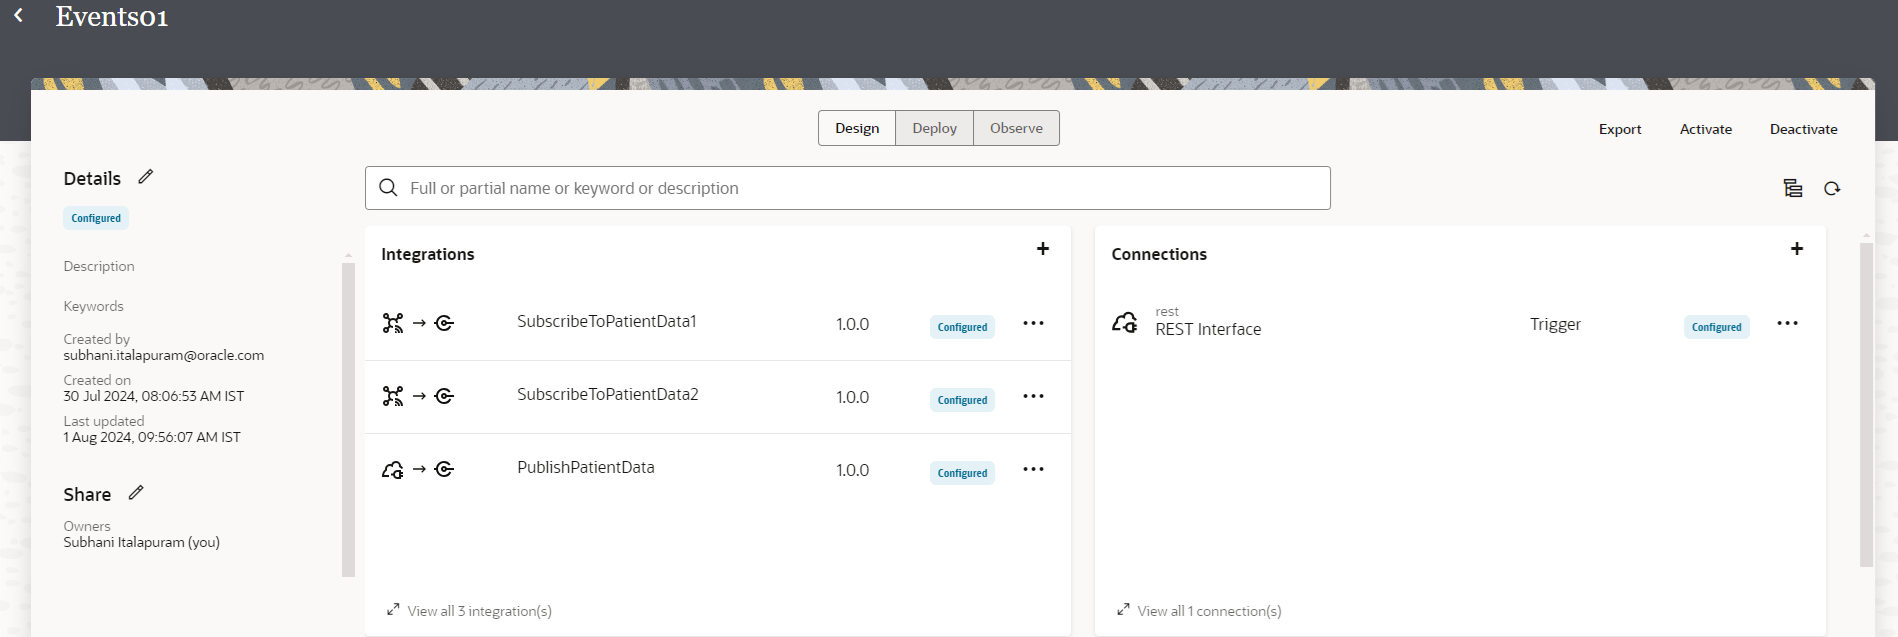 Events01
Design Deploy Observe
Export Activate Deactivate
Details
Configured
Description
Keywords
Created by
subhani.italapuram@oracle.com
Created on
30 Jul 2024, 08:06:53 AM IST
Last updated
1 Aug 2024, 09:56:07 AM IST
Share
Owners
Subhani Italapuram (you)
Full or partial name or keyword or description
Integrations
SubscribeToPatientData1 1.0.0 Configured
SubscribeToPatientData2 1.0.0 Configured
PublishPatientData 1.0.0 Configured
View all 3 integration(s)
Connections
rest
REST Interface Trigger Configured
View all 1 connection(s)